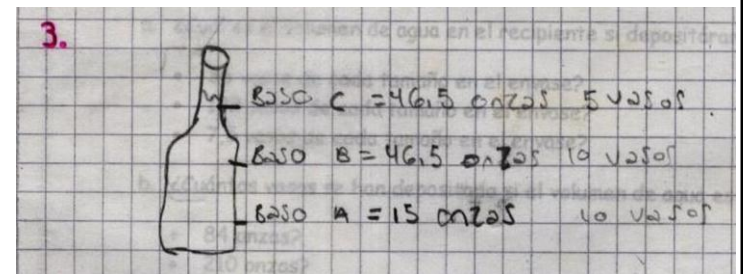 3.
Baso C = 46,5 onzas 5 vasos.
Baso B = 46,5 onzas 10 vasos
Baso A = 15 onzas 10 vasos